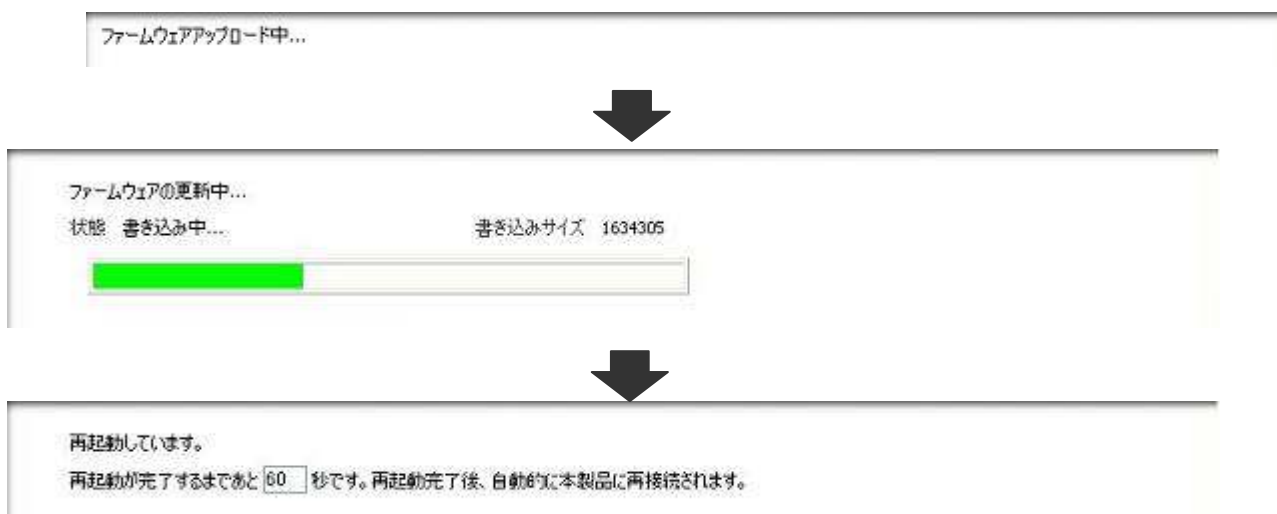 ファームウェアアップロード中...
ファームウェアの更新中...
状態 書き込み中... 書き込みサイズ 1634305
再起動しています。
再起動が完了するまであと 60 秒です。再起動完了後、自動的に本製品に再接続されます。